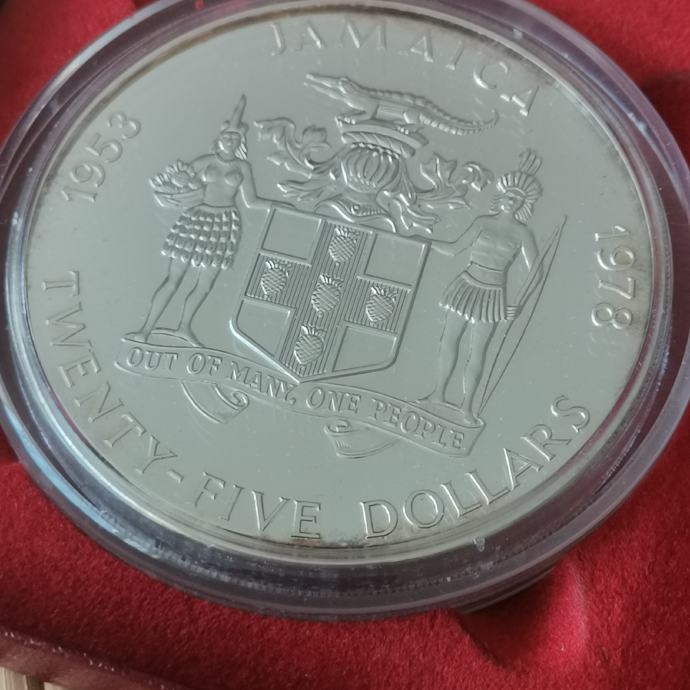 JAMAICA
1953
1978
OUT OF MANY, ONE PEOPLE
TWENTY-FIVE DOLLARS